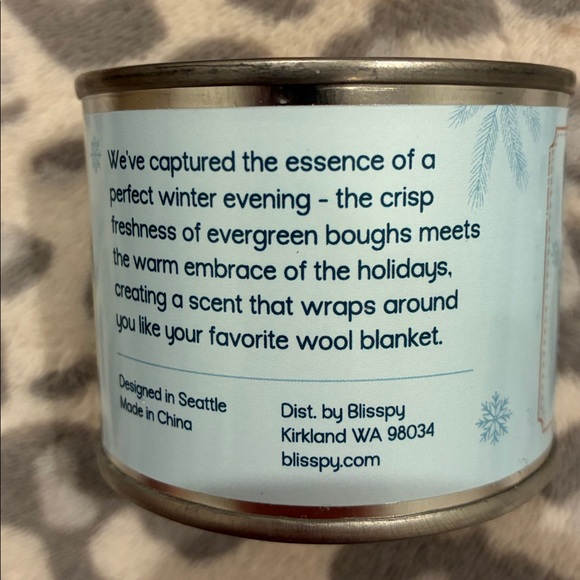 We've captured the essence of a
perfect winter evening - the crisp
freshness of evergreen boughs meets
the warm embrace of the holidays,
creating a scent that wraps around
you like your favorite wool blanket.
Designed in Seattle
Made in China
Dist. by Blisspy
Kirkland WA 98034
blisspy.com